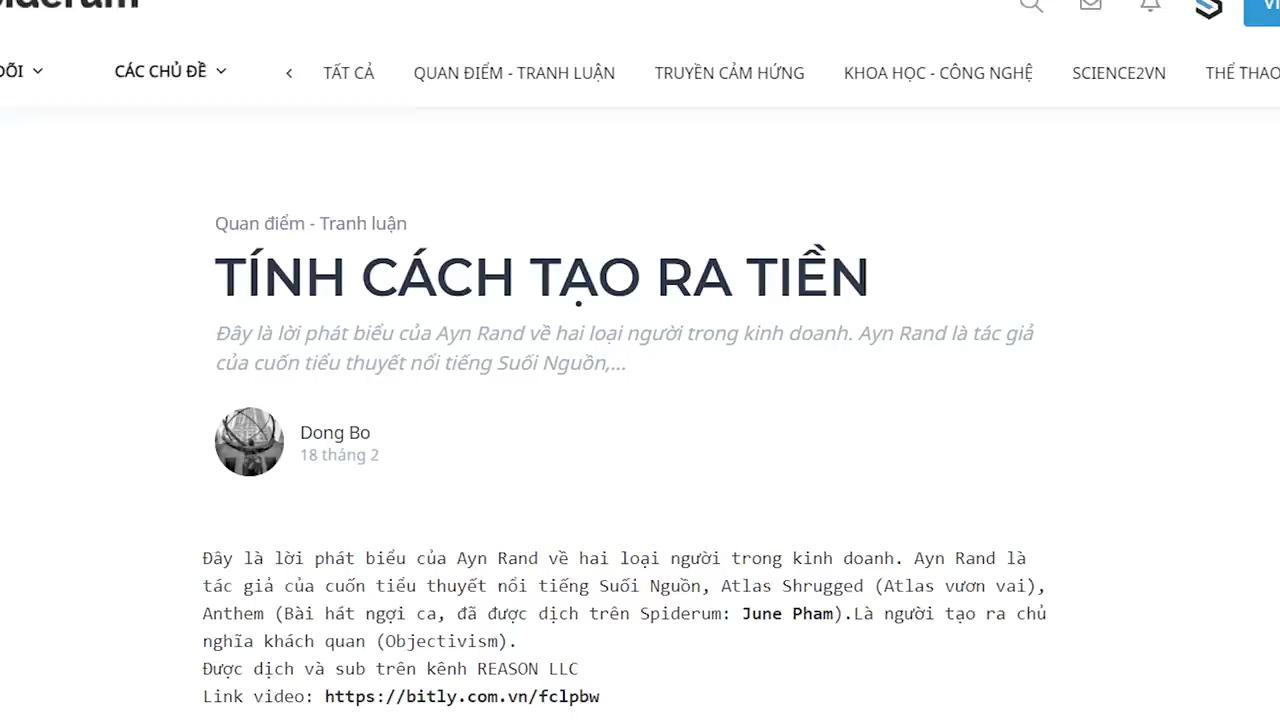 CÁC CHỦ ĐỀ
TẤT CẢ
QUAN ĐIỂM - TRANH LUẬN
TRUYỀN CẢM HỨNG
KHOA HỌC - CÔNG NGHỆ
SCIENCE2VN
THỂ THAO
Quan điểm - Tranh luận
TÍNH CÁCH TẠO RA TIỀN
Đây là lời phát biểu của Ayn Rand về hai loại người trong kinh doanh. Ayn Rand là tác giả
của cuốn tiểu thuyết nổi tiếng Suối Nguồn,...
Dong Bo
18 tháng 2
Đây là lời phát biểu của Ayn Rand về hai loại người trong kinh doanh. Ayn Rand là
tác giả của cuốn tiểu thuyết nổi tiếng Suối Nguồn, Atlas Shrugged (Atlas vươn vai),
Anthem (Bài hát ngợi ca, đã được dịch trên Spiderum: June Pham).Là người tạo ra chủ
nghĩa khách quan (Objectivism).
Được dịch và sub trên kênh REASON LLC
Link video: https://bitly.com.vn/fclpbw